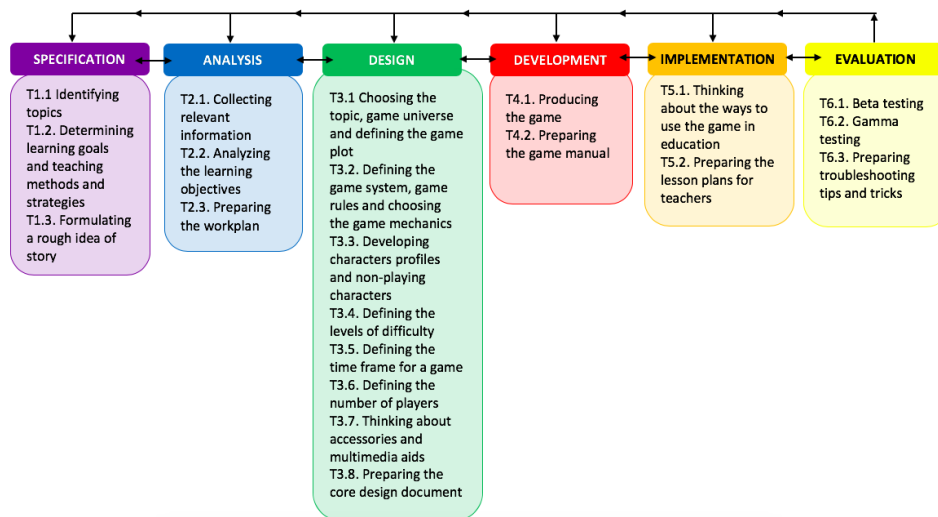 SPECIFICATION
T1.1 Identifying
topics
T1.2. Determining
learning goals
and teaching
methods and
strategies
T1.3. Formulating
a rough idea of
story
ANALYSIS
T2.1. Collecting
relevant
information
T2.2. Analyzing
the learning
objectives
T2.3. Preparing
the workplan
DESIGN
T3.1 Choosing the
topic, game universe
and defining the game
plot
T3.2. Defining the
game system, game
rules and choosing
the game mechanics
T3.3. Developing
characters profiles
and non-playing
characters
T3.4. Defining the
levels of difficulty
T3.5. Defining the
time frame for a game
T3.6. Defining the
number of players
T3.7. Thinking about
accessories and
multimedia aids
T3.8. Preparing the
core design document
DEVELOPMENT
T4.1. Producing
the game
T4.2. Preparing
the game manual
IMPLEMENTATION
T5.1. Thinking
about the ways to
use the game in
education
T5.2. Preparing the
lesson plans for
teachers
EVALUATION
T6.1. Beta testing
T6.2. Gamma
testing
T6.3. Preparing
troubleshooting
tips and tricks